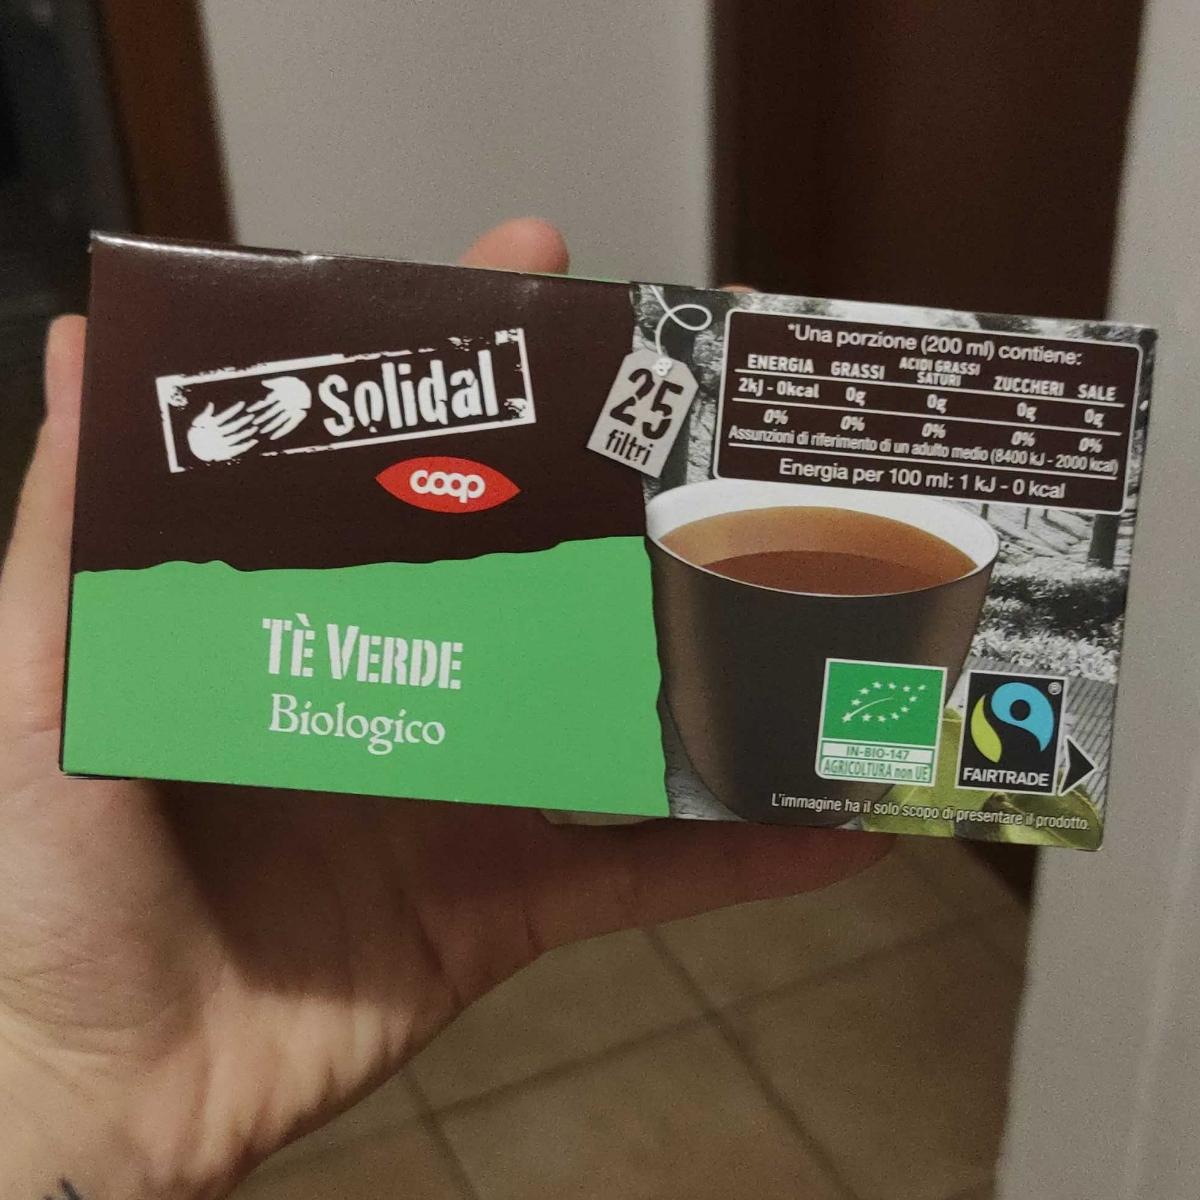 Solidal
coop
TÈ VERDE
Biologico
25
filtri
*Una porzione (200 ml) contiene:
ENERGIA GRASSI ACIDI GRASSI SATURI ZUCCHERI SALE
2kJ - 0kcal 0g 0g 0g 0g
0% 0% 0% 0% 0%
Assunzioni di riferimento di un adulto medio (8400 kJ - 2000 kcal)
Energia per 100 ml: 1 kJ - 0 kcal
IN-BIO-147
AGRICOLTURA non UE
®
FAIRTRADE
L'immagine ha il solo scopo di presentare il prodotto.